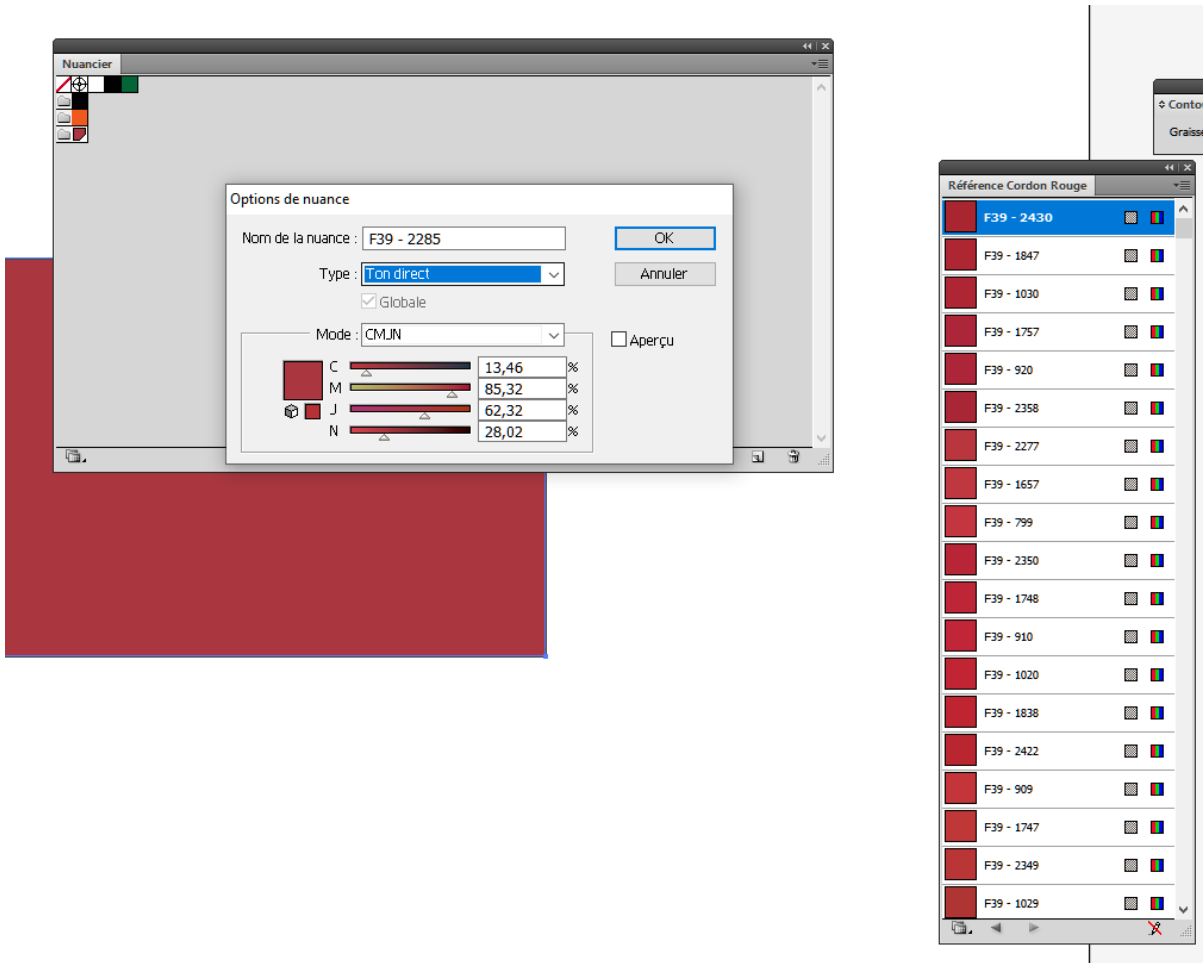 Nuancier
Options de nuance
Nom de la nuance : F39 - 2285
OK
Type : Ton direct
Annuler
Globale
Mode : CMJN
Aperçu
C 13,46 %
M 85,32 %
J 62,32 %
N 28,02 %
Contou
Graisse
Référence Cordon Rouge
F39 - 2430
F39 - 1847
F39 - 1030
F39 - 1757
F39 - 920
F39 - 2358
F39 - 2277
F39 - 1657
F39 - 799
F39 - 2350
F39 - 1748
F39 - 910
F39 - 1020
F39 - 1838
F39 - 2422
F39 - 909
F39 - 1747
F39 - 2349
F39 - 1029